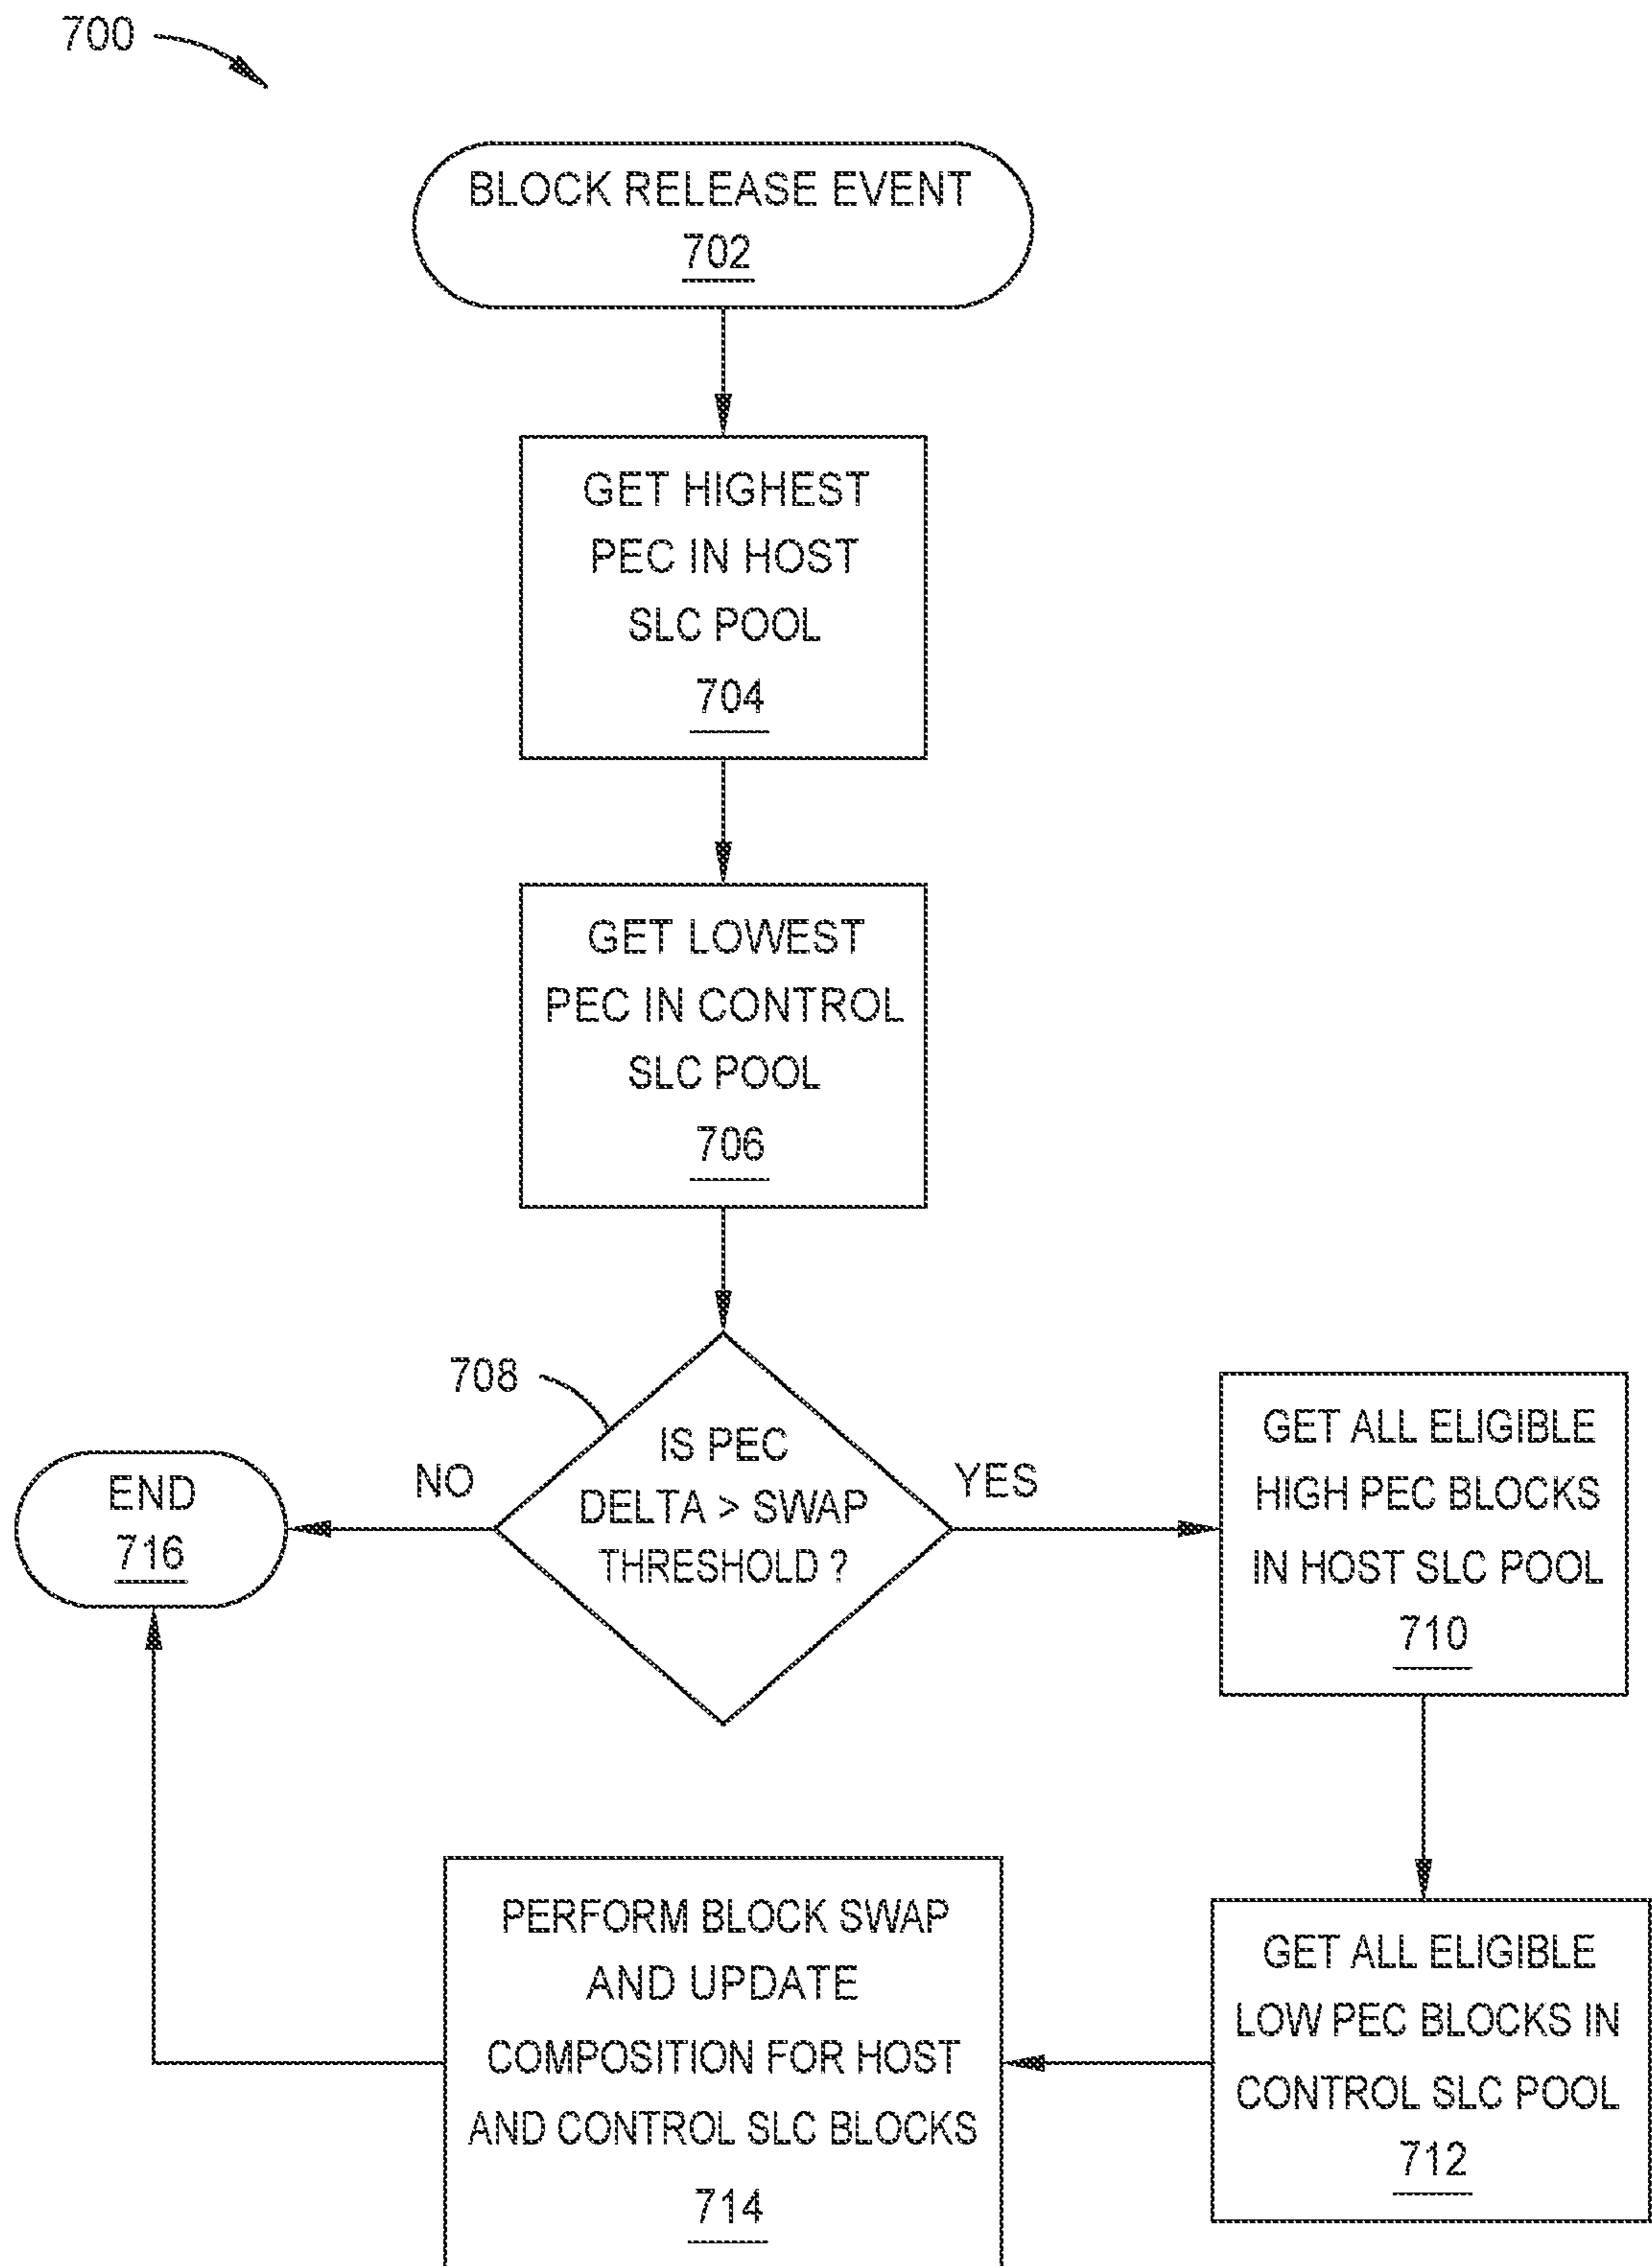 700
BLOCK RELEASE EVENT
702
GET HIGHEST
PEC IN HOST
SLC POOL
704
GET LOWEST
PEC IN CONTROL
SLC POOL
706
708
IS PEC
DELTA > SWAP
THRESHOLD ?
NO
YES
END
716
GET ALL ELIGIBLE
HIGH PEC BLOCKS
IN HOST SLC POOL
710
GET ALL ELIGIBLE
LOW PEC BLOCKS IN
CONTROL SLC POOL
712
PERFORM BLOCK SWAP
AND UPDATE
COMPOSITION FOR HOST
AND CONTROL SLC BLOCKS
714